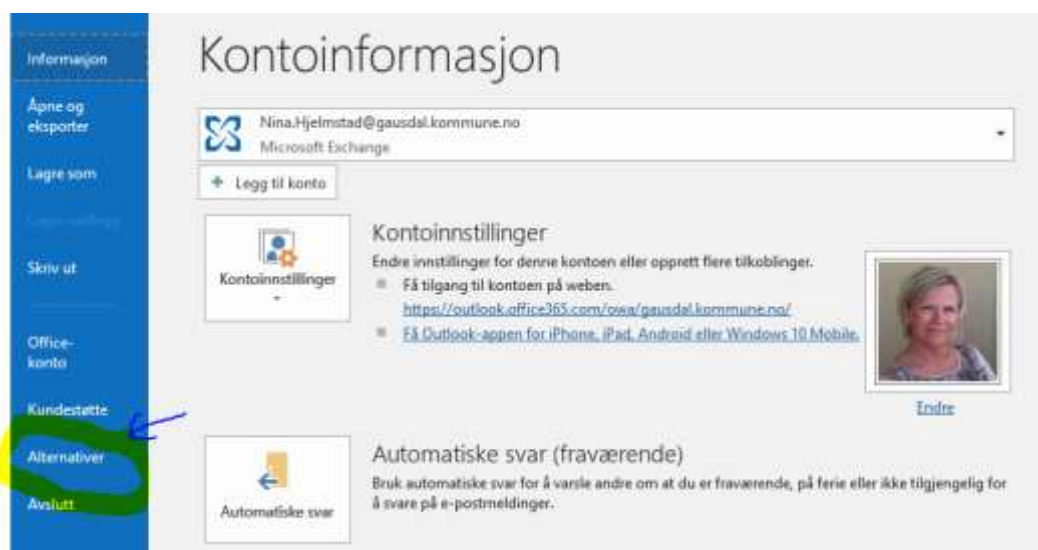 Kontoinformasjon
Informasjon
Åpne og
eksporter
Lagre som
Skriv ut
Office-
konto
Kundestøtte
Alternativer
Avslutt
Nina.Hjelmstad@gausdal.kommune.no
Microsoft Exchange
+ Legg til konto
Kontoinnstillinger
Kontoinnstillinger
Endre innstillinger for denne kontoen eller opprett flere tilkoblinger.
Få tilgang til kontoen på weben.
https://outlook.office365.com/owa/gausdal.kommune.no/
Få Outlook-appen for iPhone, iPad, Android eller Windows 10 Mobile.
Endre
Automatiske svar
Automatiske svar (fraværende)
Bruk automatiske svar for å varsle andre om at du er fraværende, på ferie eller ikke tilgjengelig for
å svare på e-postmeldinger.